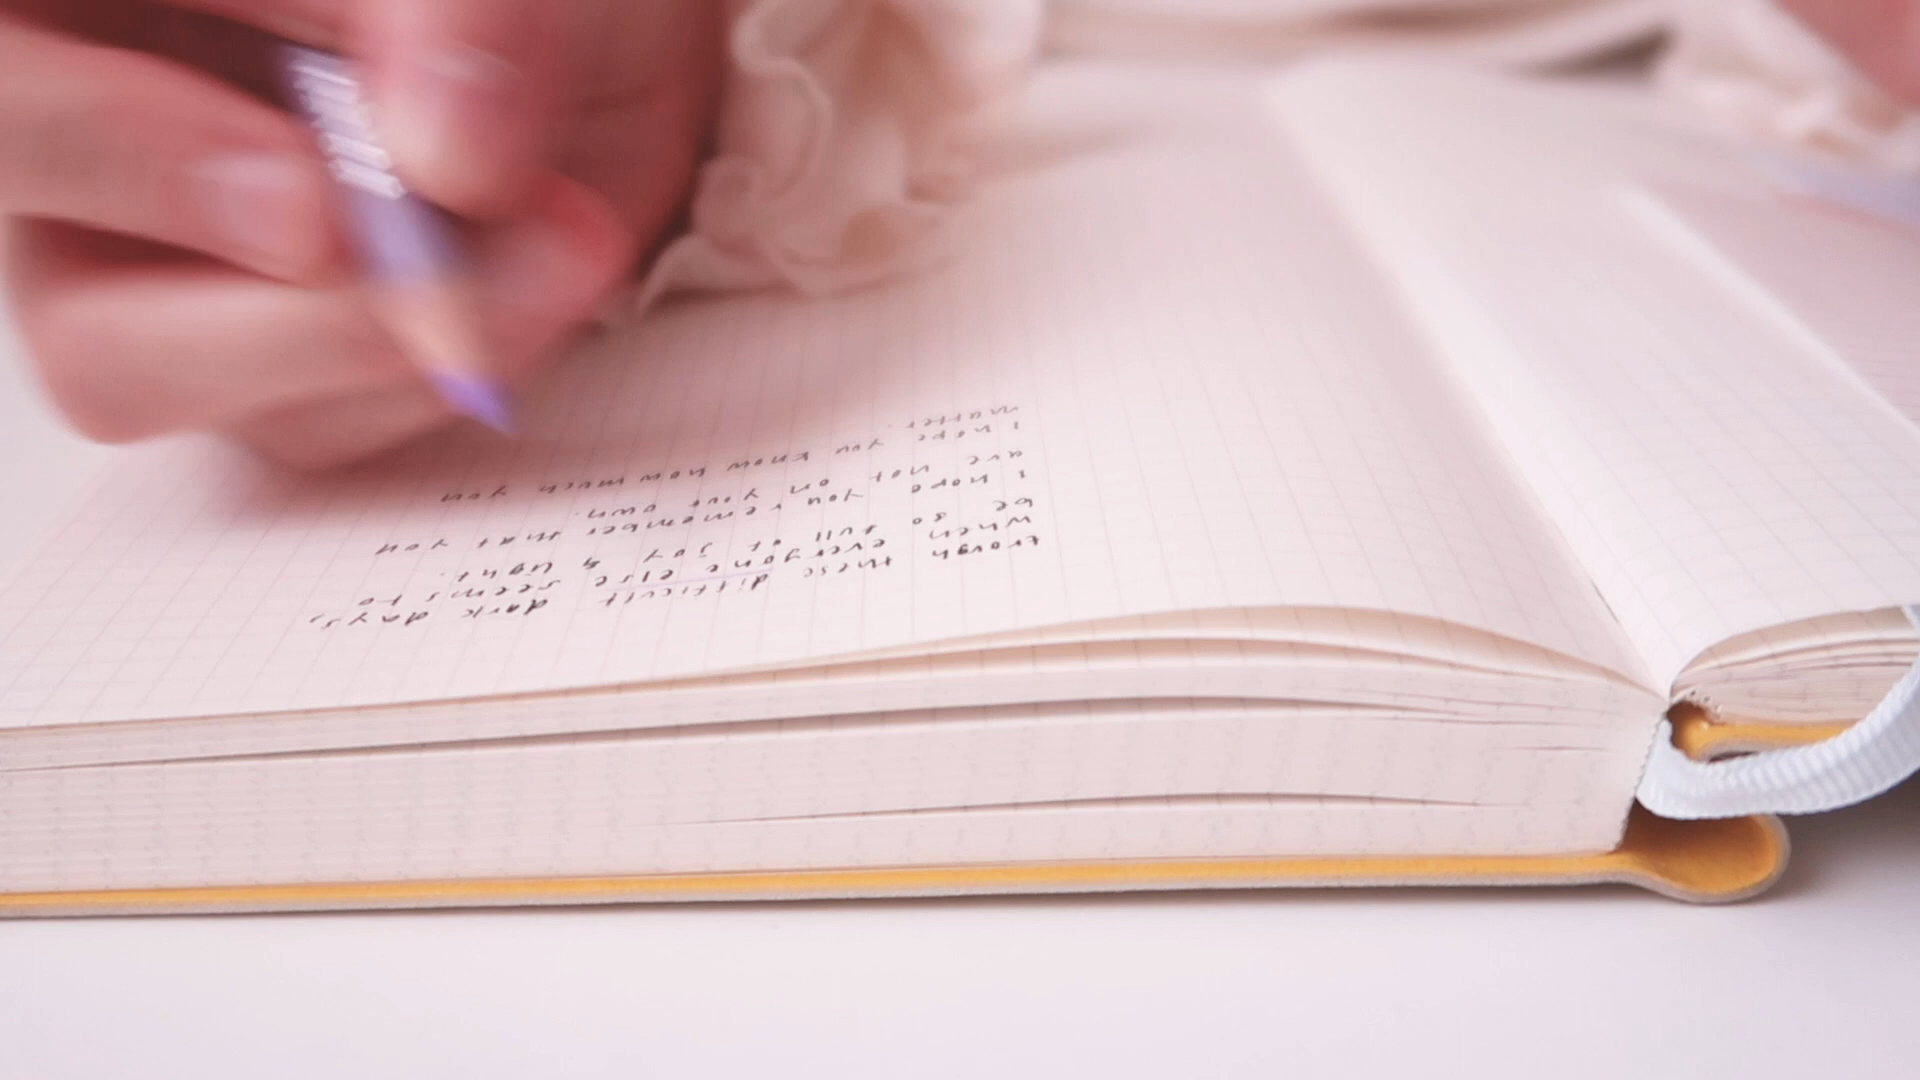 trough these difficult dark days,
when everyone else seems to
be so full of joy & light.
I hope you remember that you
are not on your own.
I hope you know how much you
matter.